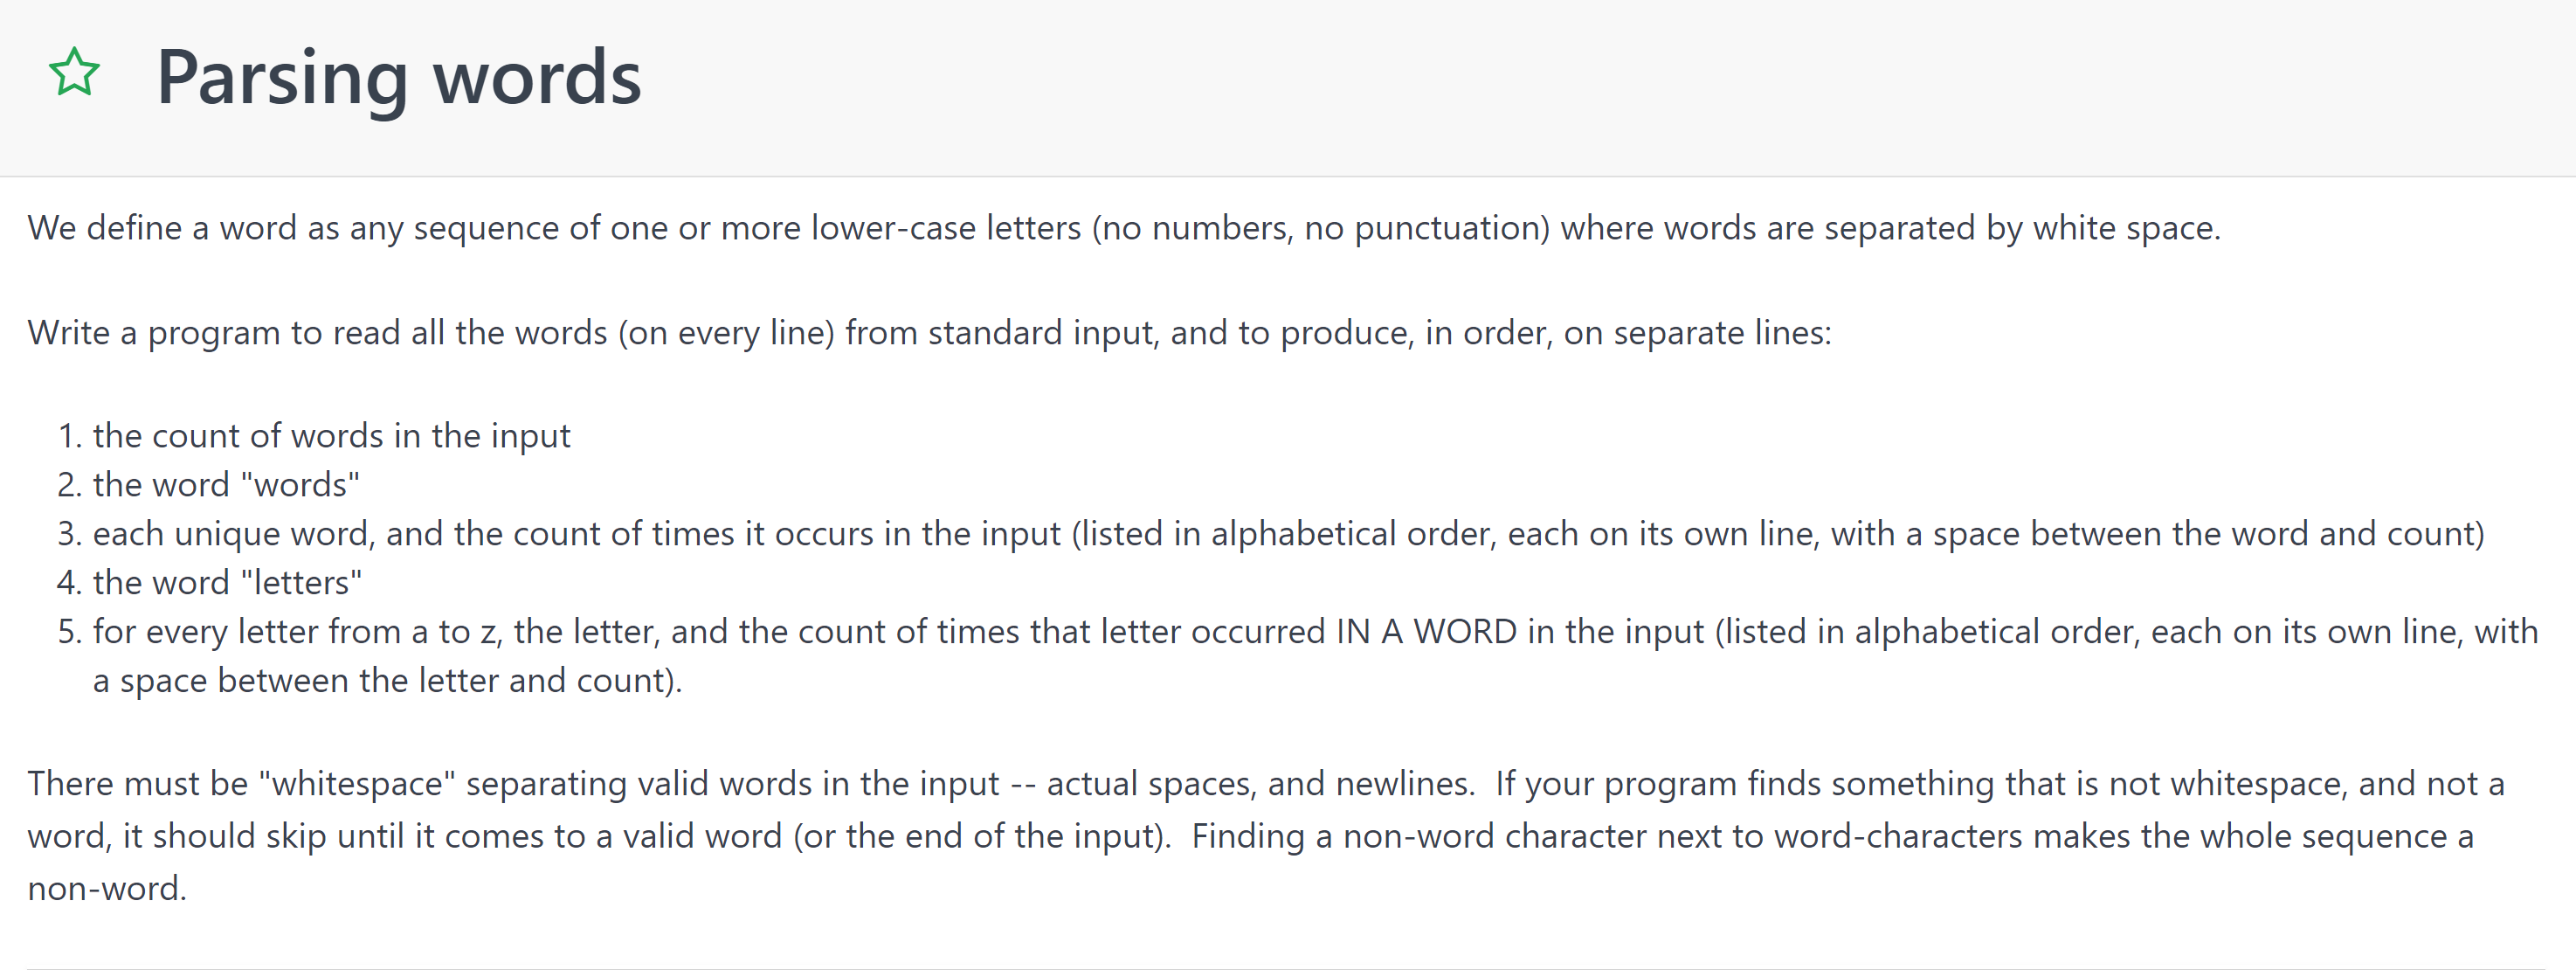 Parsing words
We define a word as any sequence of one or more lower-case letters (no numbers, no punctuation) where words are separated by white space.
Write a program to read all the words (on every line) from standard input, and to produce, in order, on separate lines:
1. the count of words in the input
2. the word "words"
3. each unique word, and the count of times it occurs in the input (listed in alphabetical order, each on its own line, with a space between the word and count)
4. the word "letters"
5. for every letter from a to z, the letter, and the count of times that letter occurred IN A WORD in the input (listed in alphabetical order, each on its own line, with
a space between the letter and count).
There must be "whitespace" separating valid words in the input -- actual spaces, and newlines.  If your program finds something that is not whitespace, and not a
word, it should skip until it comes to a valid word (or the end of the input).  Finding a non-word character next to word-characters makes the whole sequence a
non-word.